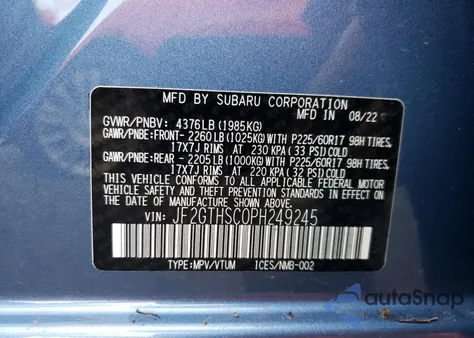 MFD BY SUBARU CORPORATION
MFD IN 08/22
GVWR/PNBV: 4376LB(1985KG)
GAWR/PNBE:FRONT- 2260LB(1025KG)WITH P225/60R17 98H TIRES,
17X7J RIMS AT 230 KPA(33 PSI)COLD
GAWR/PNBE:REAR - 2205LB(1000KG)WITH P225/60R17 98H TIRES,
17X7J RIMS AT 220 KPA(32 PSI)COLD
THIS VEHICLE CONFORMS TO ALL APPLICABLE FEDERAL MOTOR
VEHICLE SAFETY AND THEFT PREVENTION STANDARDS IN EFFECT ON
THE DATE OF MANUFACTURE SHOWN ABOVE.
VIN: JF2GTHSC0PH249245
TYPE:MPV/VTUM ICES/NMB-002
autoSnap